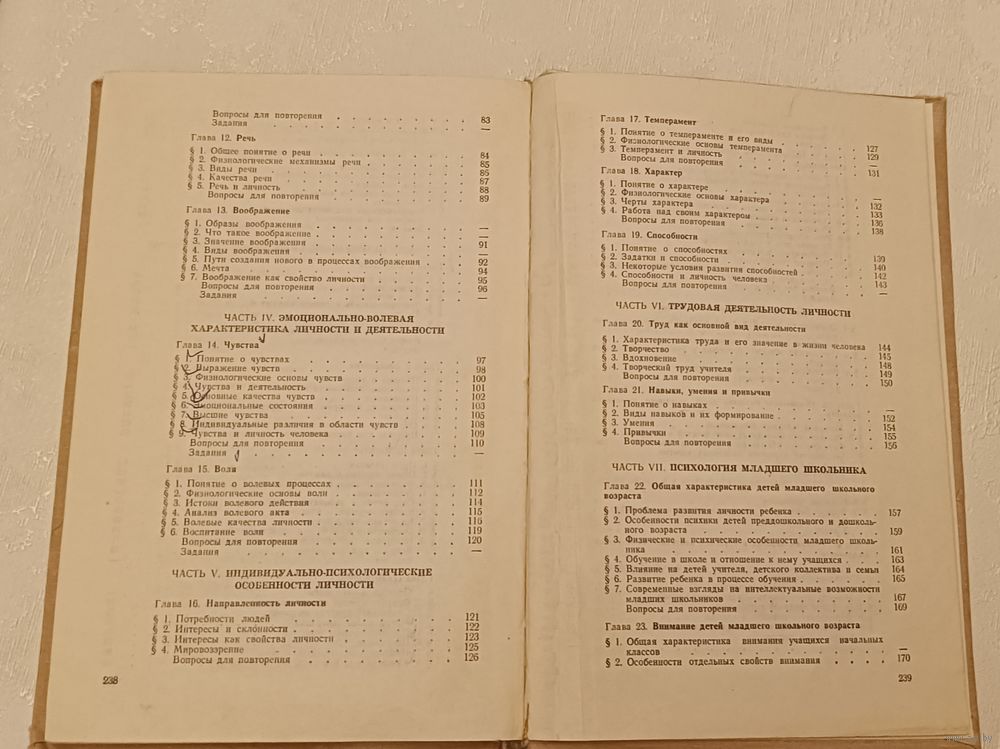 Вопросы для повторения . . . . . . . 83
Задания . . . . . . . —
Глава 12. Речь
§ 1. Общее понятие о речи . . . . . . . 84
§ 2. Физиологические механизмы речи . . . . . . . 85
§ 3. Виды речи . . . . . . . 86
§ 4. Качества речи . . . . . . . 87
§ 5. Речь и личность . . . . . . . 88
Вопросы для повторения . . . . . . . 89
Глава 13. Воображение
§ 1. Образы воображения . . . . . . . —
§ 2. Что такое воображение . . . . . . . —
§ 3. Значение воображения . . . . . . . 91
§ 4. Виды воображения . . . . . . . —
§ 5. Пути создания нового в процессах воображения . . . 92
§ 6. Мечта . . . . . . . 94
§ 7. Воображение как свойство личности . . . . . . . 95
Вопросы для повторения . . . . . . . 96
Задания . . . . . . . —
ЧАСТЬ IV. ЭМОЦИОНАЛЬНО-ВОЛЕВАЯ
ХАРАКТЕРИСТИКА ЛИЧНОСТИ И ДЕЯТЕЛЬНОСТИ
Глава 14. Чувства
§ 1. Понятие о чувствах . . . . . . . 97
§ 2. Выражение чувств . . . . . . . 98
§ 3. Физиологические основы чувств . . . . . . . 100
§ 4. Чувства и деятельность . . . . . . . 101
§ 5. Основные качества чувств . . . . . . . 102
§ 6. Эмоциональные состояния . . . . . . . 103
§ 7. Высшие чувства . . . . . . . 105
§ 8. Индивидуальные различия в области чувств . . . . 108
§ 9. Чувства и личность человека . . . . . . . 109
Вопросы для повторения . . . . . . . 110
Задания . . . . . . . —
Глава 15. Воля
§ 1. Понятие о волевых процессах . . . . . . . 111
§ 2. Физиологические основы воли . . . . . . . 112
§ 3. Истоки волевого действия . . . . . . . 114
§ 4. Анализ волевого акта . . . . . . . 115
§ 5. Волевые качества личности . . . . . . . 116
§ 6. Воспитание воли . . . . . . . 119
Вопросы для повторения . . . . . . . 120
Задания . . . . . . . —
ЧАСТЬ V. ИНДИВИДУАЛЬНО-ПСИХОЛОГИЧЕСКИЕ
ОСОБЕННОСТИ ЛИЧНОСТИ
Глава 16. Направленность личности
§ 1. Потребности людей . . . . . . . 121
§ 2. Интересы и склонности . . . . . . . 122
§ 3. Интересы как свойства личности . . . . . . . 123
§ 4. Мировоззрение . . . . . . . 125
Вопросы для повторения . . . . . . . 126
238
Глава 17. Темперамент
§ 1. Понятие о темпераменте и его виды . . . . . . . 127
§ 2. Физиологические основы темперамента . . . . . . . 129
§ 3. Темперамент и личность . . . . . . . —
Вопросы для повторения . . . . . . . 131
Глава 18. Характер
§ 1. Понятие о характере . . . . . . . —
§ 2. Физиологические основы характера . . . . . . . 132
§ 3. Черты характера . . . . . . . 133
§ 4. Работа над своим характером . . . . . . . 136
Вопросы для повторения . . . . . . . 138
Глава 19. Способности
§ 1. Понятие о способностях . . . . . . . —
§ 2. Задатки и способности . . . . . . . 139
§ 3. Некоторые условия развития способностей . . . . 140
§ 4. Способности и личность человека . . . . . . . 142
Вопросы для повторения . . . . . . . 143
—
ЧАСТЬ VI. ТРУДОВАЯ ДЕЯТЕЛЬНОСТЬ ЛИЧНОСТИ
Глава 20. Труд как основной вид деятельности
§ 1. Характеристика труда и его значение в жизни человека 144
§ 2. Творчество . . . . . . . 145
§ 3. Вдохновение . . . . . . . 148
§ 4. Творческий труд учителя . . . . . . . 149
Вопросы для повторения . . . . . . . 150
Глава 21. Навыки, умения и привычки
§ 1. Понятие о навыках . . . . . . . —
§ 2. Виды навыков и их формирование . . . . . . . 152
§ 3. Умения . . . . . . . 154
§ 4. Привычки . . . . . . . 155
Вопросы для повторения . . . . . . . 156
ЧАСТЬ VII. ПСИХОЛОГИЯ МЛАДШЕГО ШКОЛЬНИКА
Глава 22. Общая характеристика детей младшего школьного
возраста
§ 1. Проблема развития личности ребенка . . . . . . . 157
§ 2. Особенности психики детей преддошкольного и дошколь-
ного возраста . . . . . . . 159
§ 3. Физические и психические особенности младшего школь-
ника . . . . . . . 161
§ 4. Обучение в школе и отношение к нему учащихся . . . 163
§ 5. Влияние на детей учителя, детского коллектива и семьи 164
§ 6. Развитие ребенка в процессе обучения . . . . . . . 165
§ 7. Современные взгляды на интеллектуальные возможности
младших школьников . . . . . . . 167
Вопросы для повторения . . . . . . . 169
Глава 23. Внимание детей младшего школьного возраста
§ 1. Общая характеристика внимания учащихся начальных
классов . . . . . . . —
§ 2. Особенности отдельных свойств внимания . . . . 170
239